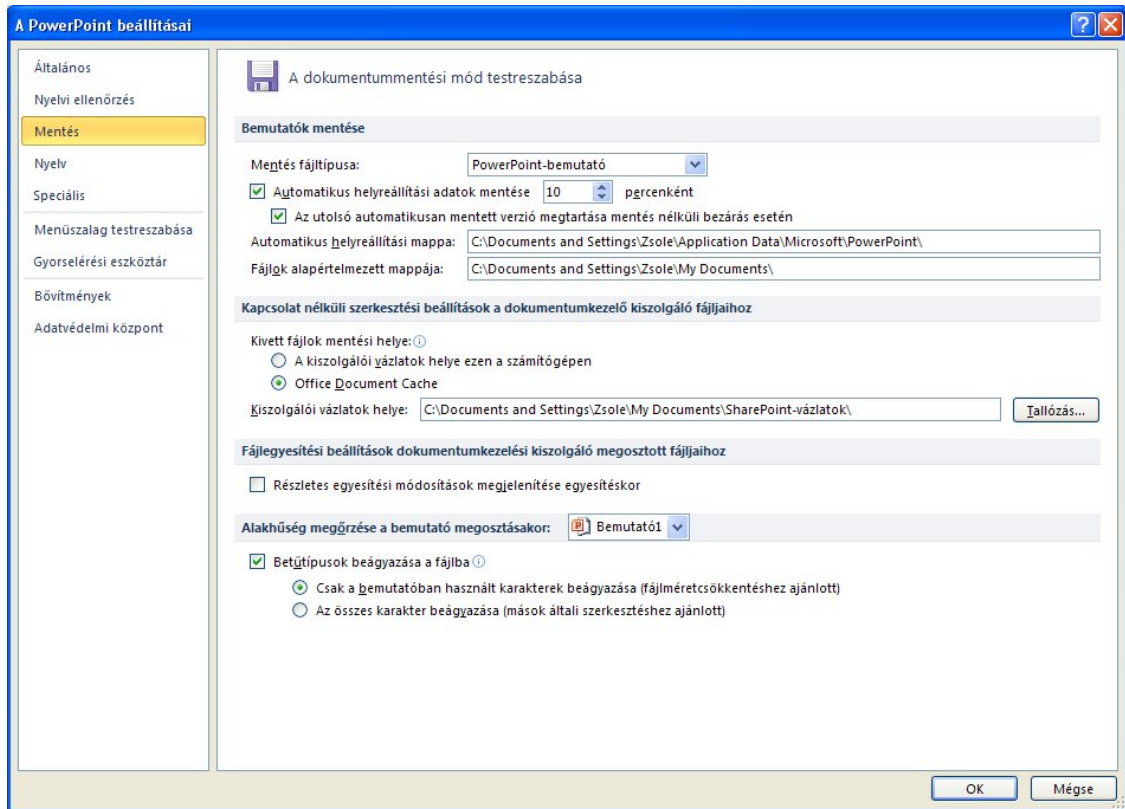 A PowerPoint beállításai
Általános
Nyelvi ellenőrzés
Mentés
Nyelv
Speciális
Menüszalag testreszabása
Gyorselérési eszköztár
Bővítmények
Adatvédelmi központ
A dokumentummentési mód testreszabása
Bemutatók mentése
Mentés fájltípusa: PowerPoint-bemutató
Automatikus helyreállítási adatok mentése 10 percenként
Az utolsó automatikusan mentett verzió megtartása mentés nélküli bezárás esetén
Automatikus helyreállítási mappa: C:\Documents and Settings\Zsole\Application Data\Microsoft\PowerPoint\
Fájlok alapértelmezett mappája: C:\Documents and Settings\Zsole\My Documents\
Kapcsolat nélküli szerkesztési beállítások a dokumentumkezelő kiszolgáló fájljaihoz
Kivett fájlok mentési helye:
A kiszolgálói vázlatok helye ezen a számítógépen
Office Document Cache
Kiszolgálói vázlatok helye: C:\Documents and Settings\Zsole\My Documents\SharePoint-vázlatok\ Tallózás...
Fájlegyesítési beállítások dokumentumkezelési kiszolgáló megosztott fájljaihoz
Részletes egyesítési módosítások megjelenítése egyesítéskor
Alakhűség megőrzése a bemutató megosztásakor: Bemutató1
Betűtípusok beágyazása a fájlba
Csak a bemutatóban használt karakterek beágyazása (fájlméretcsökkentéshez ajánlott)
Az összes karakter beágyazása (mások általi szerkesztéshez ajánlott)
OK Mégse